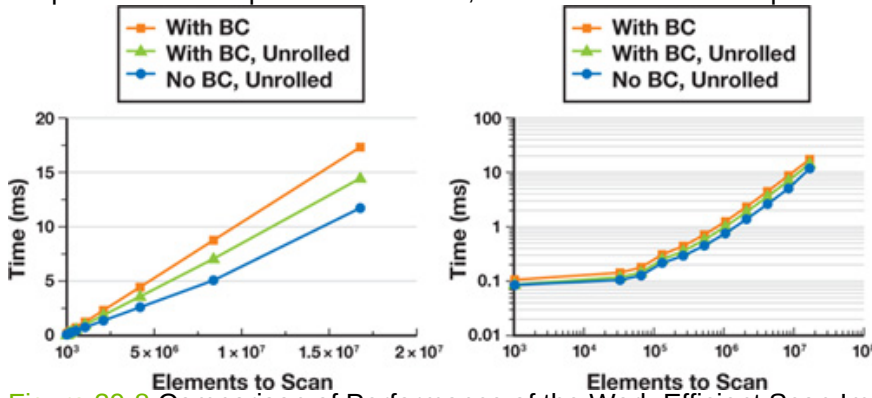 With BC
With BC, Unrolled
No BC, Unrolled
20
15
10
5
0
Time (ms)
10³ 5 × 10⁶ 1 × 10⁷ 1.5 × 10⁷ 2 × 10⁷
Elements to Scan
With BC
With BC, Unrolled
No BC, Unrolled
100
10
1
0.1
0.01
Time (ms)
10³ 10⁴ 10⁵ 10⁶ 10⁷
Elements to Scan
Comparison of Performance of the Work-Efficient Scan